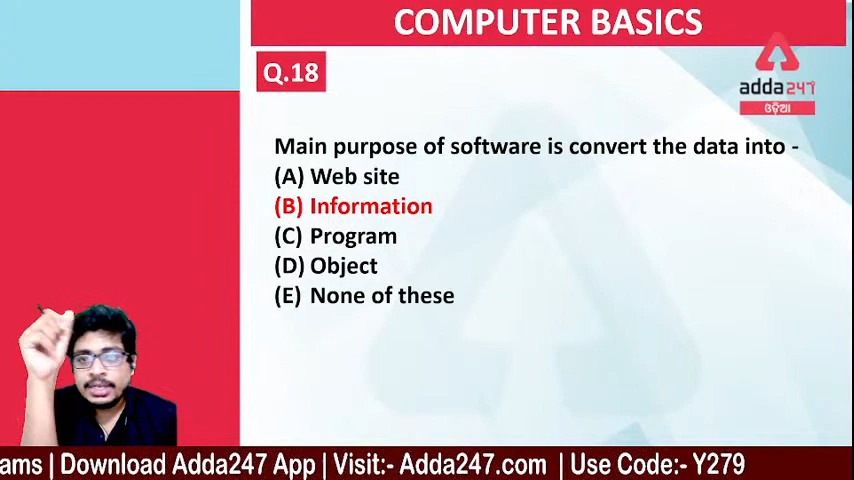 COMPUTER BASICS
Q.18
adda247
ଓଡ଼ିଆ
Main purpose of software is convert the data into -
(A) Web site
(B) Information
(C) Program
(D) Object
(E) None of these
ams | Download Adda247 App | Visit:- Adda247.com | Use Code:- Y279